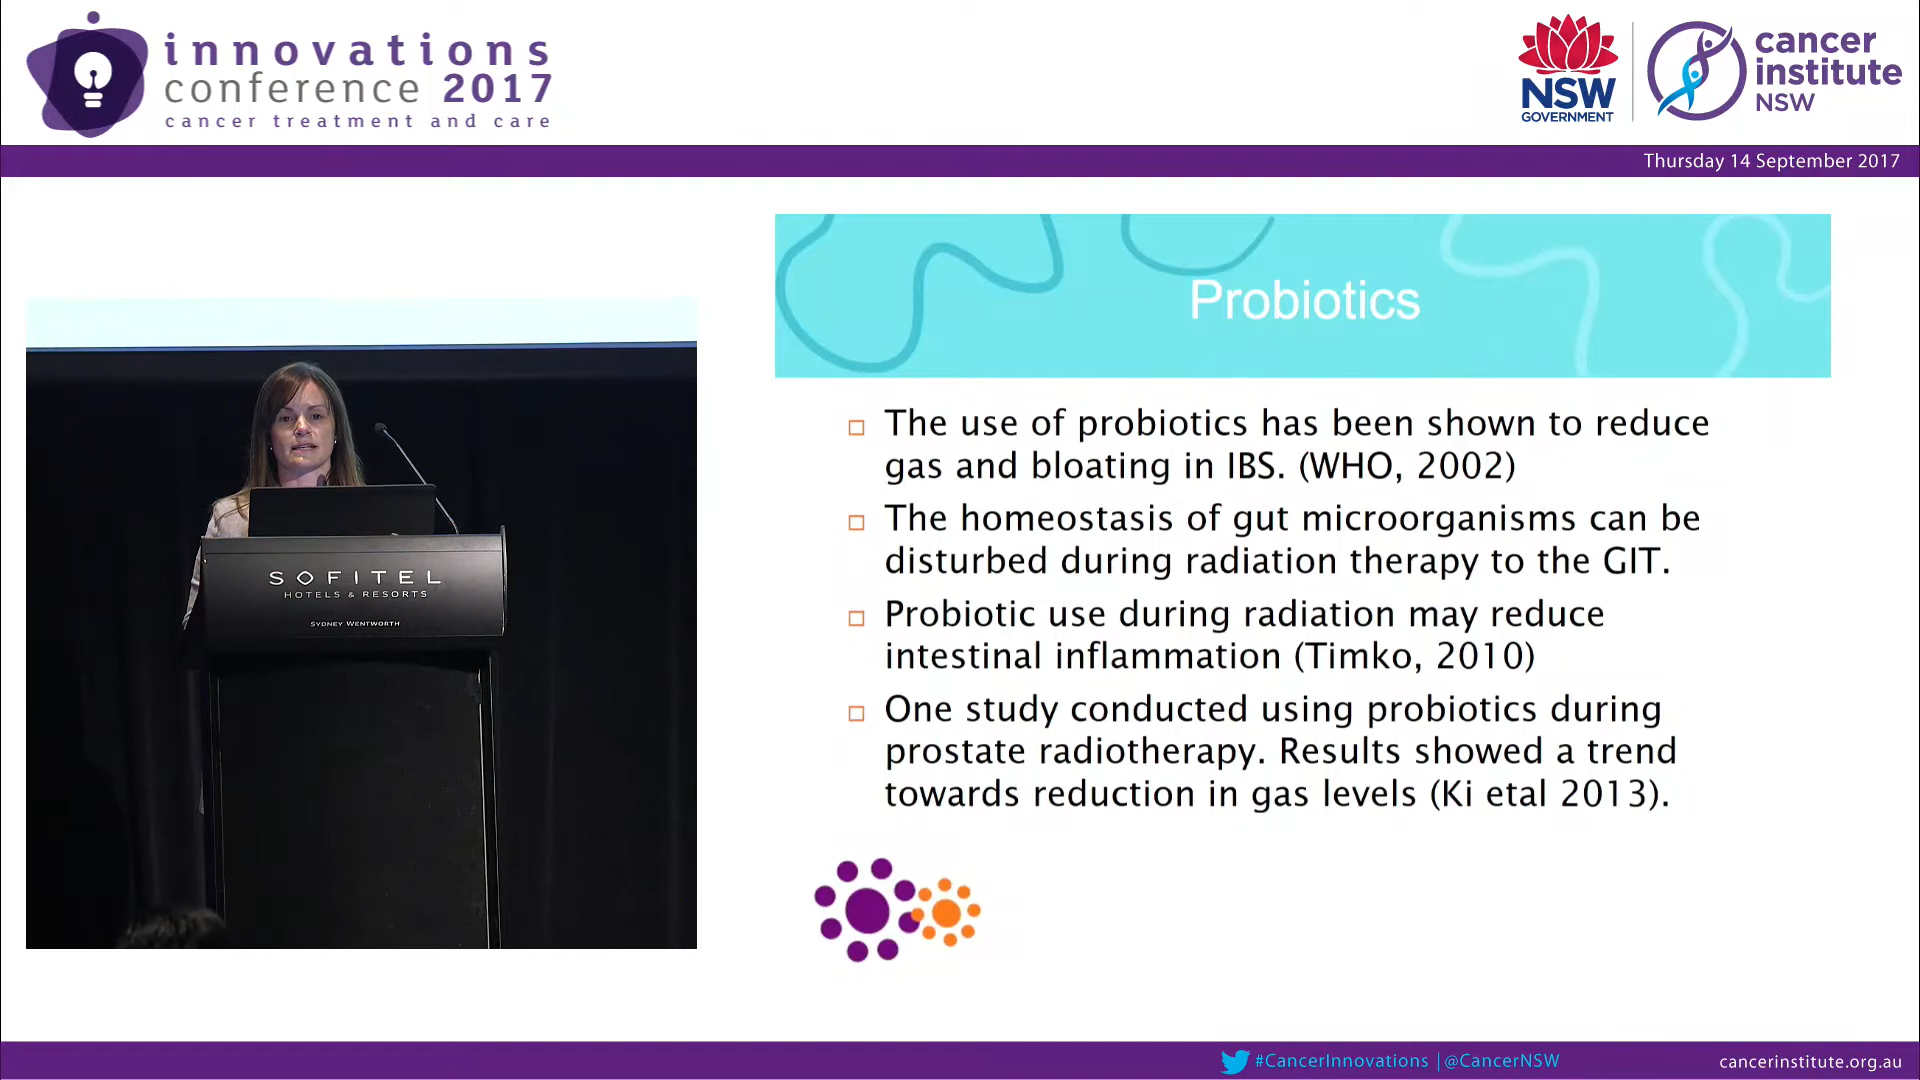 innovations
conference 2017
cancer treatment and care
NSW
GOVERNMENT
cancer
institute
NSW
Thursday 14 September 2017
Probiotics
The use of probiotics has been shown to reduce
gas and bloating in IBS. (WHO, 2002)
The homeostasis of gut microorganisms can be
disturbed during radiation therapy to the GIT.
Probiotic use during radiation may reduce
intestinal inflammation (Timko, 2010)
One study conducted using probiotics during
prostate radiotherapy. Results showed a trend
towards reduction in gas levels (Ki etal 2013).
SOFITEL
HOTELS & RESORTS
SYDNEY WENTWORTH
#CancerInnovations | @CancerNSW
cancerinstitute.org.au